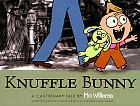 KNUFFLE BUNNY
A CAUTIONARY TALE BY Mo Willems